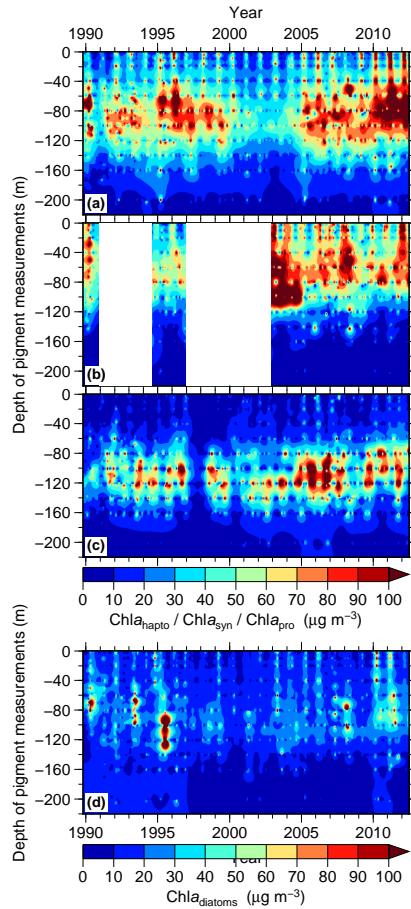 Year
1990 1995 2000 2005 2010
0
−40
−80
−120
−160
−200
(a)
0
−40
−80
−120
−160
−200
(b)
0
−40
−80
−120
−160
−200
(c)
Depth of pigment measurements (m)
0 10 20 30 40 50 60 70 80 90 100
Chlahapto / Chlasyn / Chlapro (µg m−3)
0
−40
−80
−120
−160
−200
(d)
Depth of pigment measurements (m)
1990 1995 2000 2005 2010
0 10 20 30 40 50 60 70 80 90 100
Year
Chladiatoms (µg m−3)